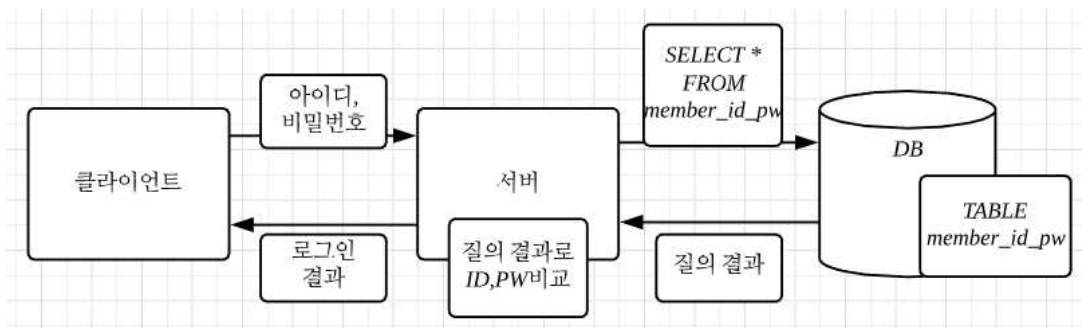 클라이언트
아이디,
비밀번호
로그인
결과
서버
질의 결과로
ID,PW비교
SELECT *
FROM
member_id_pw
질의 결과
DB
TABLE
member_id_pw